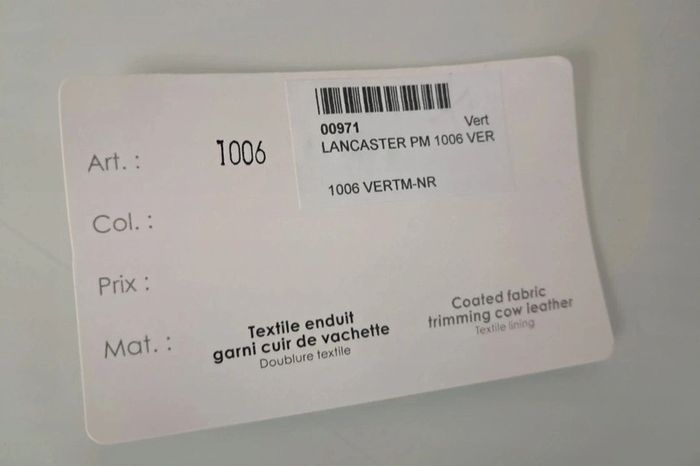 Art. : 1006
00971 Vert
LANCASTER PM 1006 VER
1006 VERTM-NR
Col. :
Prix :
Mat. :
Textile enduit
garni cuir de vachette
Doublure textile
Coated fabric
trimming cow leather
Textile lining